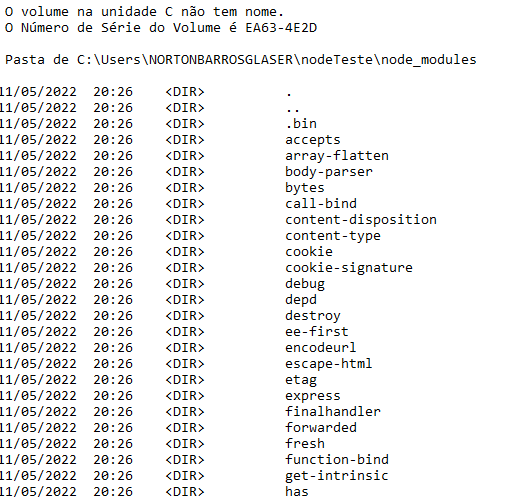 O volume na unidade C não tem nome.
O Número de Série do Volume é EA63-4E2D
Pasta de C:\Users\NORTONBARROSGLASER\nodeTeste\node_modules
11/05/2022  20:26    <DIR>          .
11/05/2022  20:26    <DIR>          ..
11/05/2022  20:26    <DIR>          .bin
11/05/2022  20:26    <DIR>          accepts
11/05/2022  20:26    <DIR>          array-flatten
11/05/2022  20:26    <DIR>          body-parser
11/05/2022  20:26    <DIR>          bytes
11/05/2022  20:26    <DIR>          call-bind
11/05/2022  20:26    <DIR>          content-disposition
11/05/2022  20:26    <DIR>          content-type
11/05/2022  20:26    <DIR>          cookie
11/05/2022  20:26    <DIR>          cookie-signature
11/05/2022  20:26    <DIR>          debug
11/05/2022  20:26    <DIR>          depd
11/05/2022  20:26    <DIR>          destroy
11/05/2022  20:26    <DIR>          ee-first
11/05/2022  20:26    <DIR>          encodeurl
11/05/2022  20:26    <DIR>          escape-html
11/05/2022  20:26    <DIR>          etag
11/05/2022  20:26    <DIR>          express
11/05/2022  20:26    <DIR>          finalhandler
11/05/2022  20:26    <DIR>          forwarded
11/05/2022  20:26    <DIR>          fresh
11/05/2022  20:26    <DIR>          function-bind
11/05/2022  20:26    <DIR>          get-intrinsic
11/05/2022  20:26    <DIR>          has